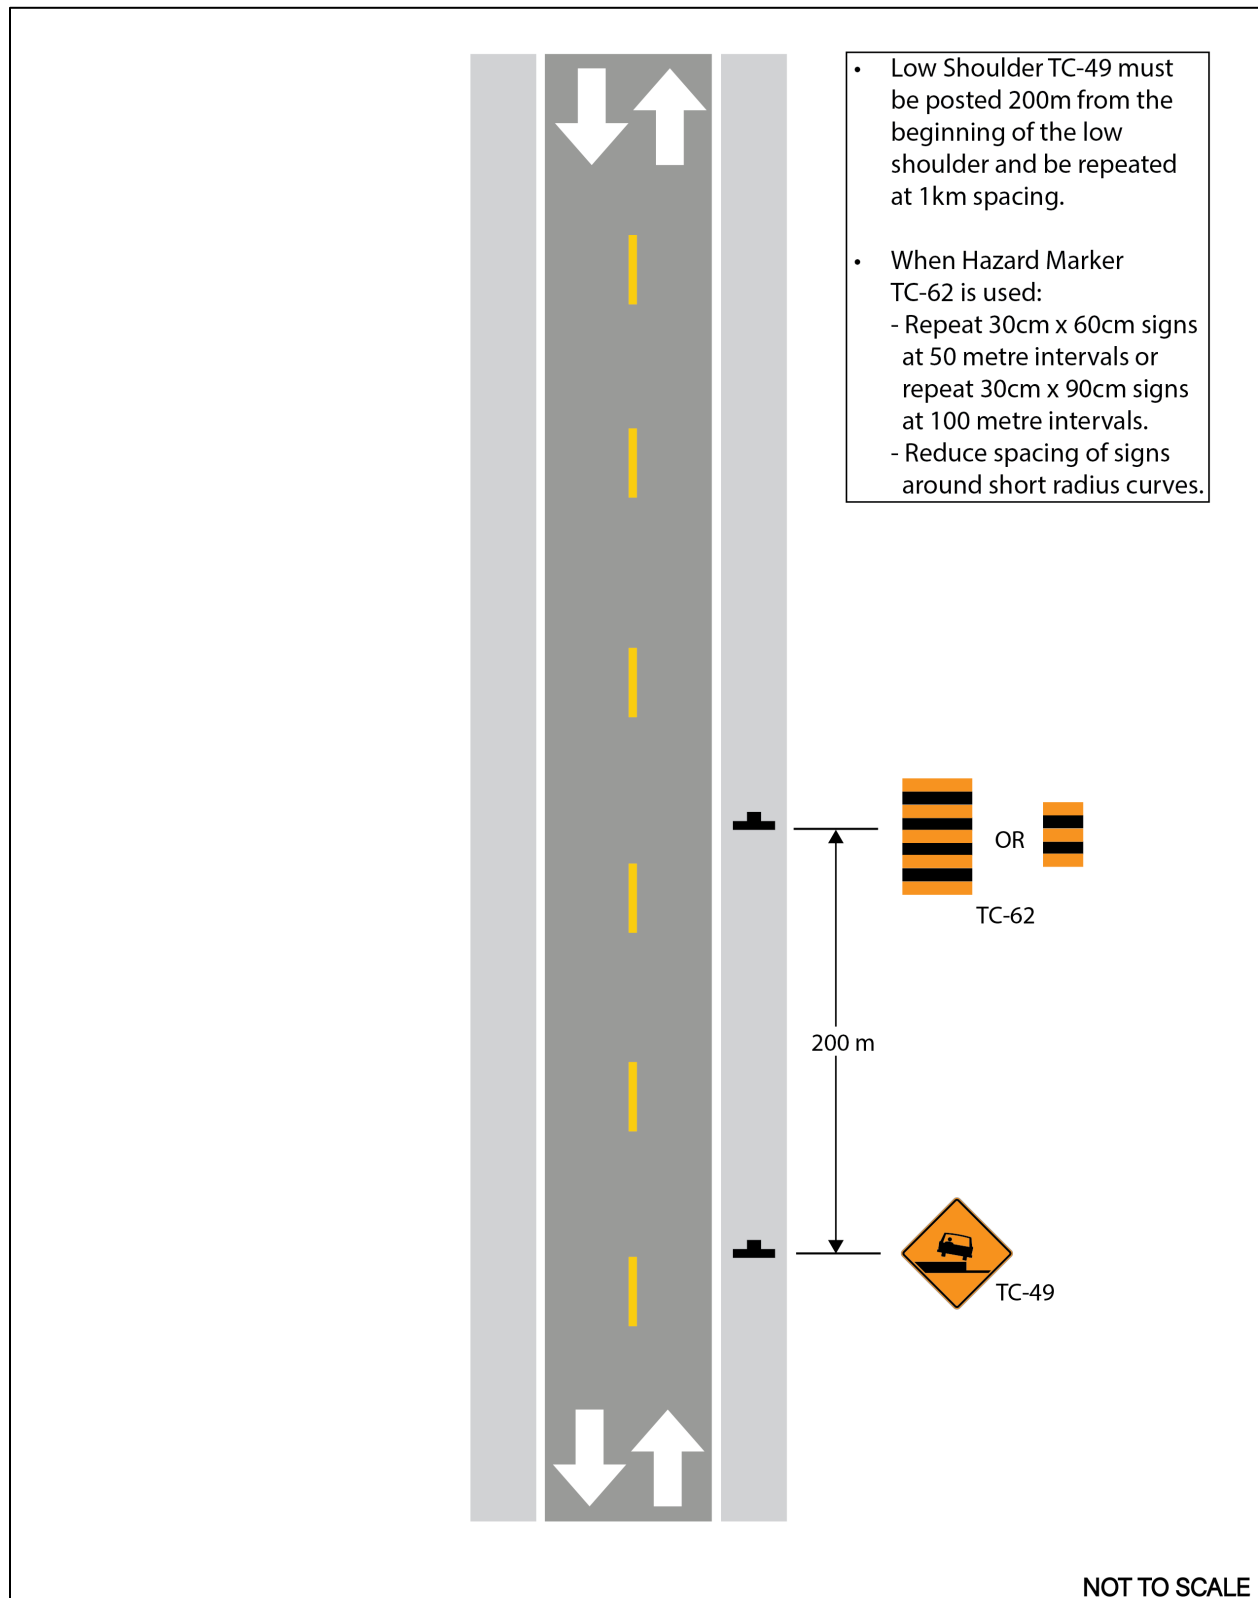 • Low Shoulder TC-49 must
be posted 200m from the
beginning of the low
shoulder and be repeated
at 1km spacing.
• When Hazard Marker
TC-62 is used:
- Repeat 30cm x 60cm signs
at 50 metre intervals or
repeat 30cm x 90cm signs
at 100 metre intervals.
- Reduce spacing of signs
around short radius curves.
OR
TC-62
200 m
TC-49
NOT TO SCALE